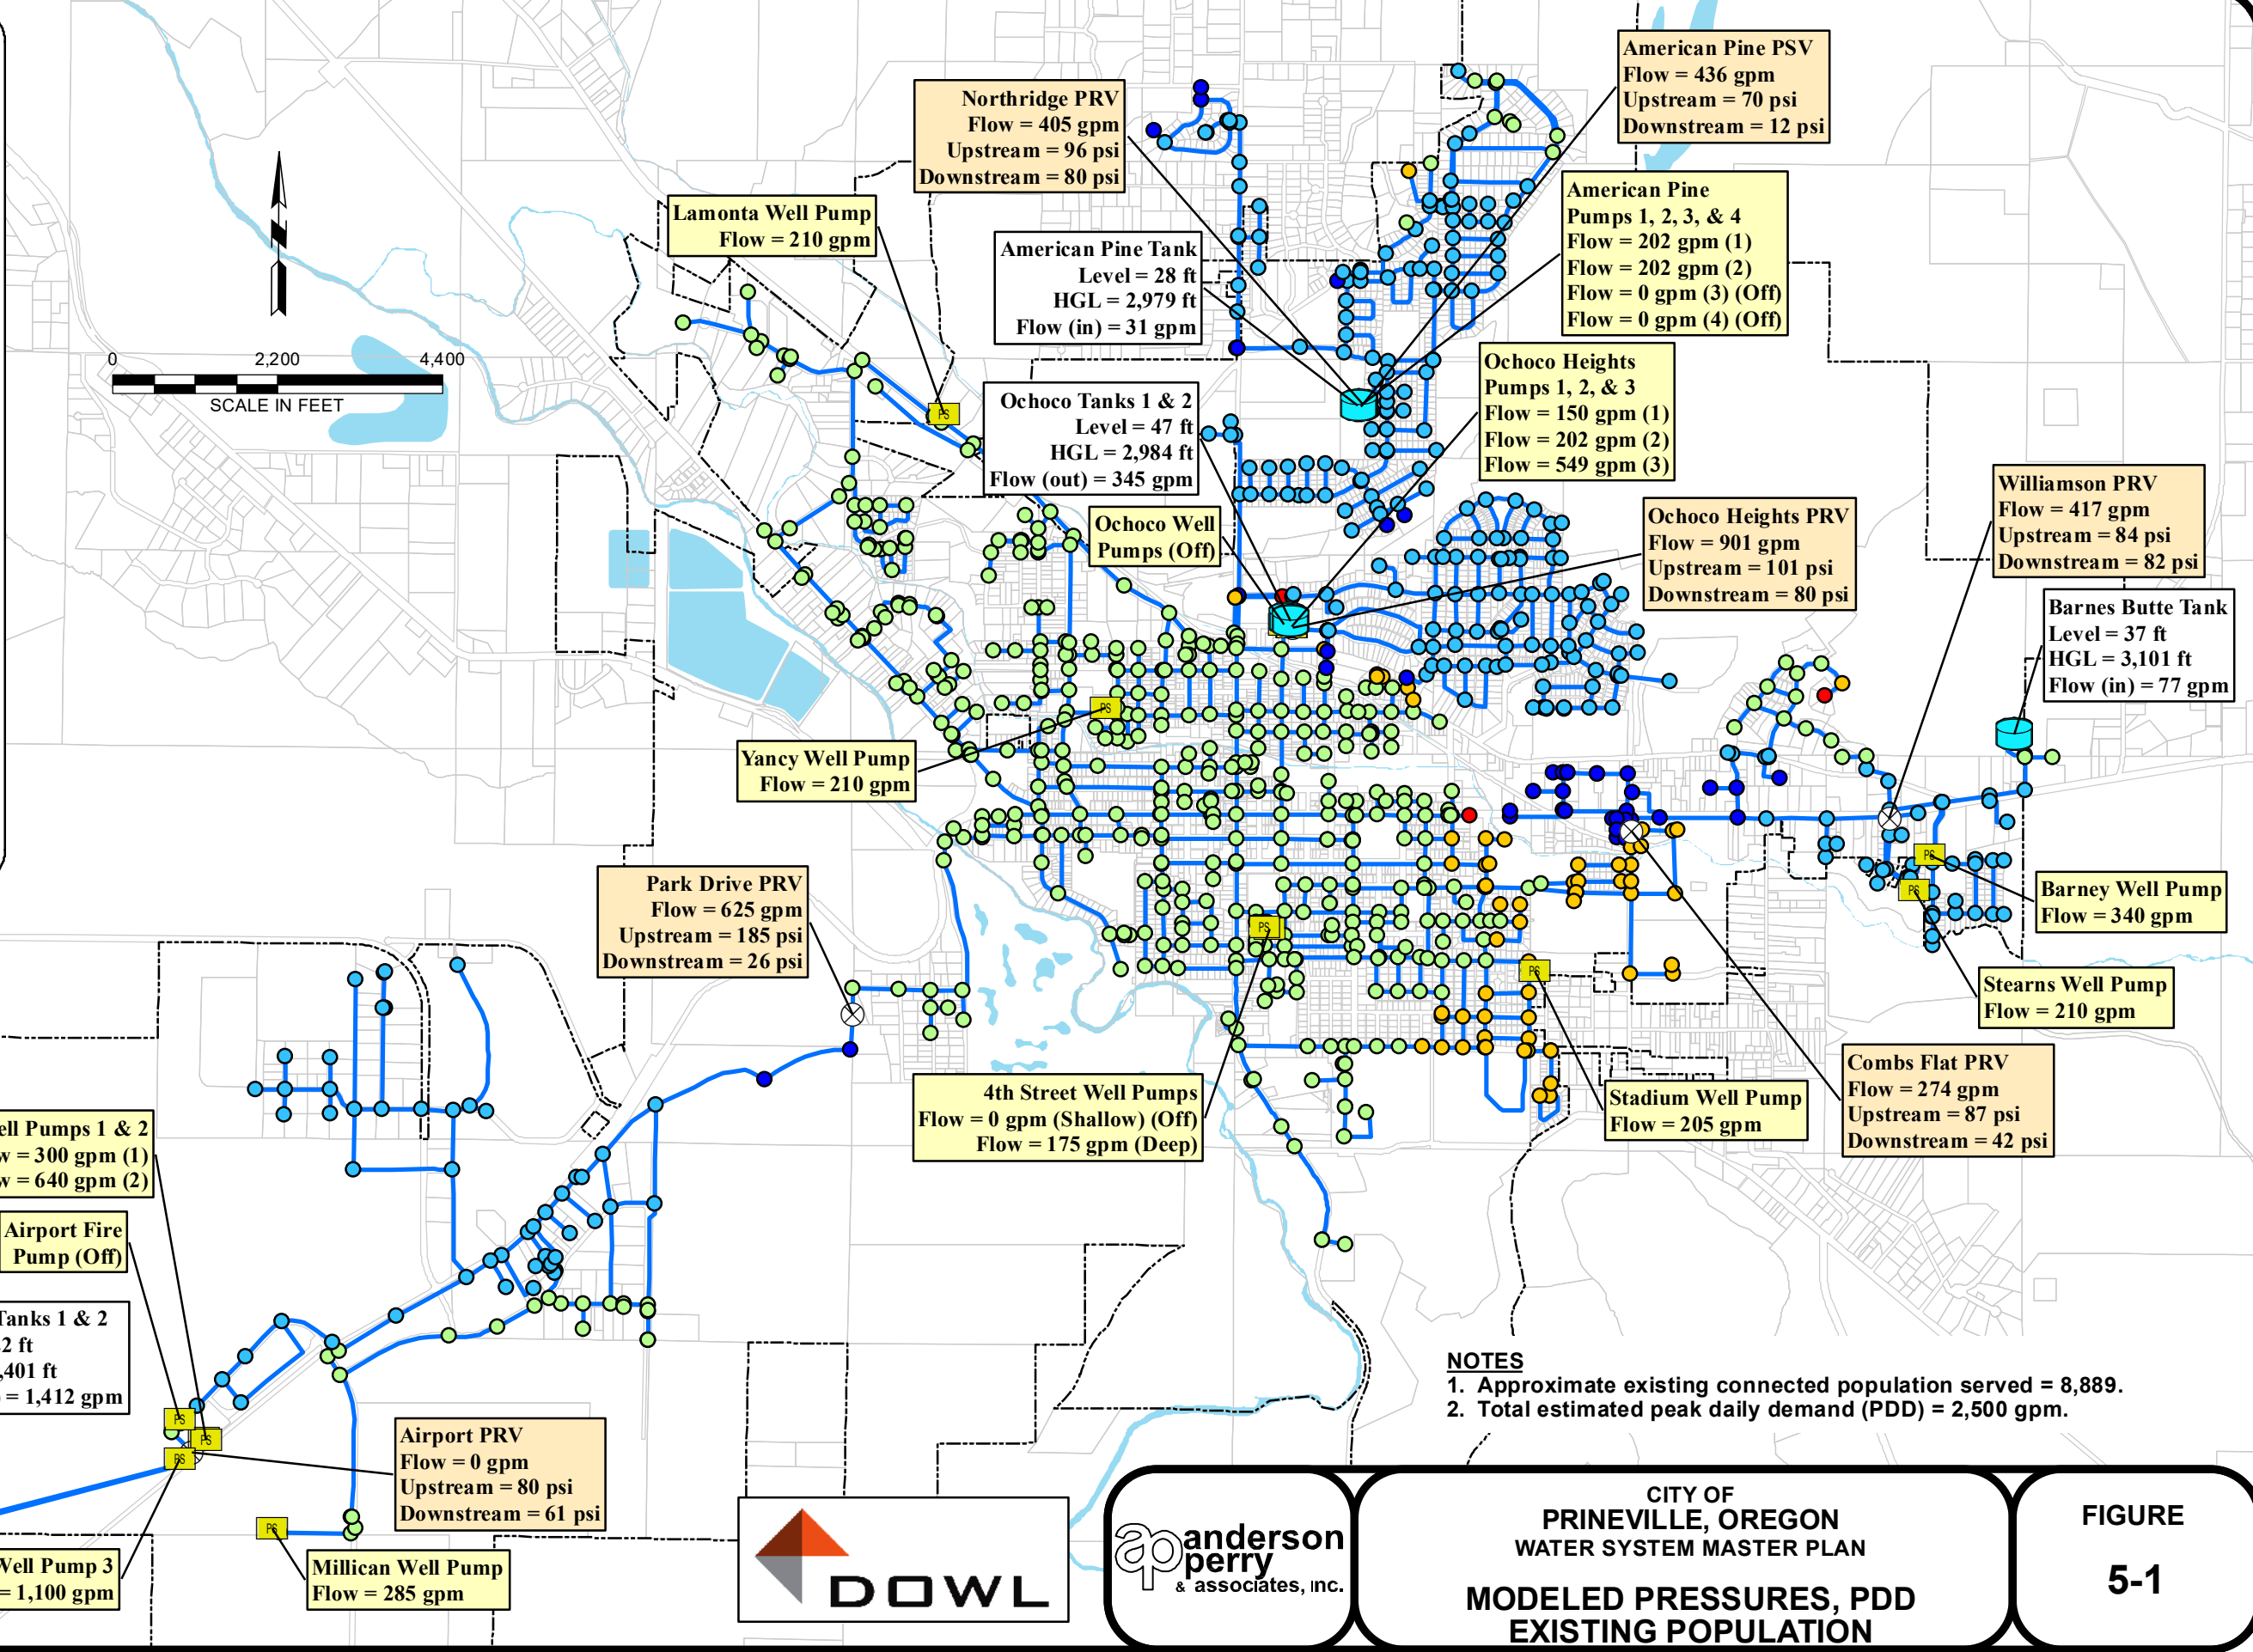 American Pine PSV
Flow = 436 gpm
Upstream = 70 psi
Downstream = 12 psi
Northridge PRV
Flow = 405 gpm
Upstream = 96 psi
Downstream = 80 psi
American Pine
Pumps 1, 2, 3, & 4
Flow = 202 gpm (1)
Flow = 202 gpm (2)
Flow = 0 gpm (3) (Off)
Flow = 0 gpm (4) (Off)
Lamonta Well Pump
Flow = 210 gpm
American Pine Tank
Level = 28 ft
HGL = 2,979 ft
Flow (in) = 31 gpm
0 2,200 4,400
SCALE IN FEET
Ochoco Heights
Pumps 1, 2, & 3
Flow = 150 gpm (1)
Flow = 202 gpm (2)
Flow = 549 gpm (3)
Ochoco Tanks 1 & 2
Level = 47 ft
HGL = 2,984 ft
Flow (out) = 345 gpm
PS
Williamson PRV
Flow = 417 gpm
Upstream = 84 psi
Downstream = 82 psi
Ochoco Heights PRV
Flow = 901 gpm
Upstream = 101 psi
Downstream = 80 psi
Ochoco Well
Pumps (Off)
Barnes Butte Tank
Level = 37 ft
HGL = 3,101 ft
Flow (in) = 77 gpm
PS
Yancy Well Pump
Flow = 210 gpm
PS
PS
Park Drive PRV
Flow = 625 gpm
Upstream = 185 psi
Downstream = 26 psi
Barney Well Pump
Flow = 340 gpm
PS
PS
Stearns Well Pump
Flow = 210 gpm
4th Street Well Pumps
Flow = 0 gpm (Shallow) (Off)
Flow = 175 gpm (Deep)
Stadium Well Pump
Flow = 205 gpm
Combs Flat PRV
Flow = 274 gpm
Upstream = 87 psi
Downstream = 42 psi
ell Pumps 1 & 2
w = 300 gpm (1)
w = 640 gpm (2)
Airport Fire
Pump (Off)
Tanks 1 & 2
2 ft
,401 ft
) = 1,412 gpm
PS
PS
PS
Airport PRV
Flow = 0 gpm
Upstream = 80 psi
Downstream = 61 psi
PS
Well Pump 3
= 1,100 gpm
Millican Well Pump
Flow = 285 gpm
NOTES
1. Approximate existing connected population served = 8,889.
2. Total estimated peak daily demand (PDD) = 2,500 gpm.
DOWL
ap anderson
perry
& associates, inc.
CITY OF
PRINEVILLE, OREGON
WATER SYSTEM MASTER PLAN
MODELED PRESSURES, PDD
EXISTING POPULATION
FIGURE
5-1